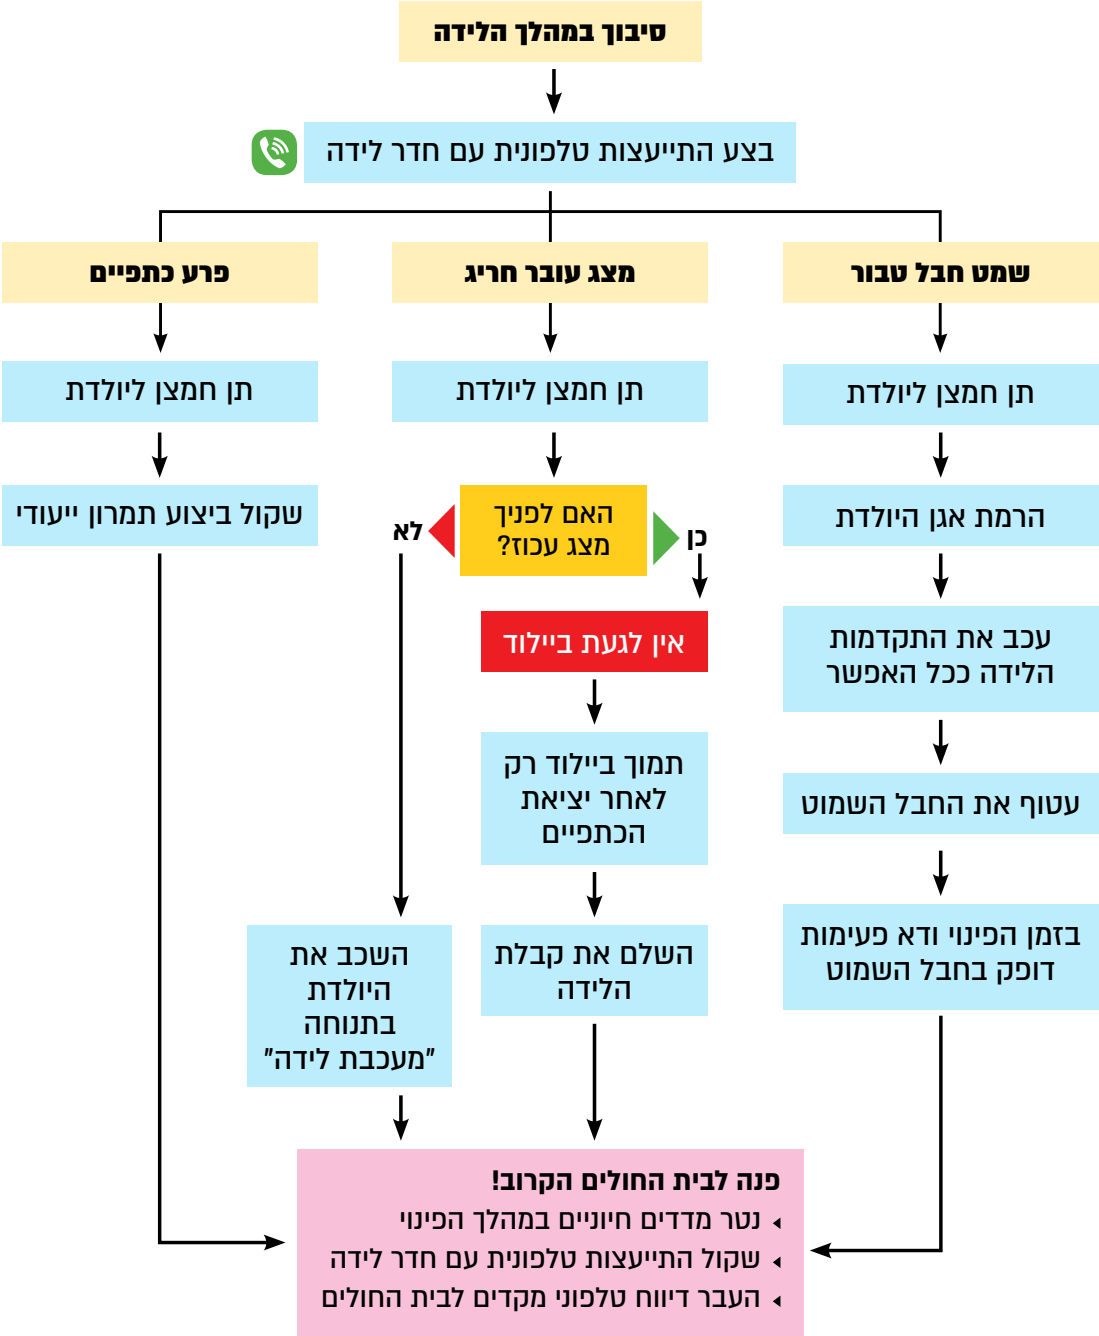 סיבוך במהלך הלידה
בצע התייעצות טלפונית עם חדר לידה
שמט חבל טבור
תן חמצן ליולדת
הרמת אגן היולדת
עכב את התקדמות
הלידה ככל האפשר
עטוף את החבל השמוט
בזמן הפינוי ודא פעימות
דופק בחבל השמוט
מצג עובר חריג
תן חמצן ליולדת
האם לפניך
מצג עכוז?
כן
אין לגעת ביילוד
תמוך ביילוד רק
לאחר יציאת
הכתפיים
השלם את קבלת
הלידה
לא
השכב את
היולדת
בתנוחה
"מעכבת לידה"
פרע כתפיים
תן חמצן ליולדת
שקול ביצוע תמרון ייעודי
פנה לבית החולים הקרוב!
נטר מדדים חיוניים במהלך הפינוי
שקול התייעצות טלפונית עם חדר לידה
העבר דיווח טלפוני מקדים לבית החולים